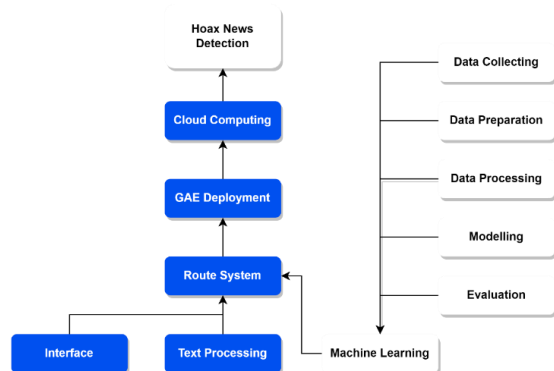 Hoax News
Detection
Cloud Computing
GAE Deployment
Route System
Interface
Text Processing
Machine Learning
Data Collecting
Data Preparation
Data Processing
Modelling
Evaluation